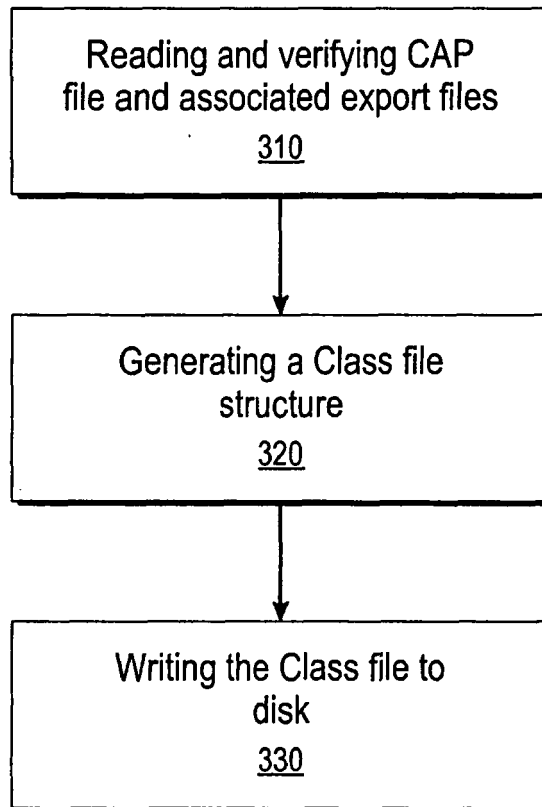 Reading and verifying CAP
file and associated export files
310
Generating a Class file
structure
320
Writing the Class file to
disk
330